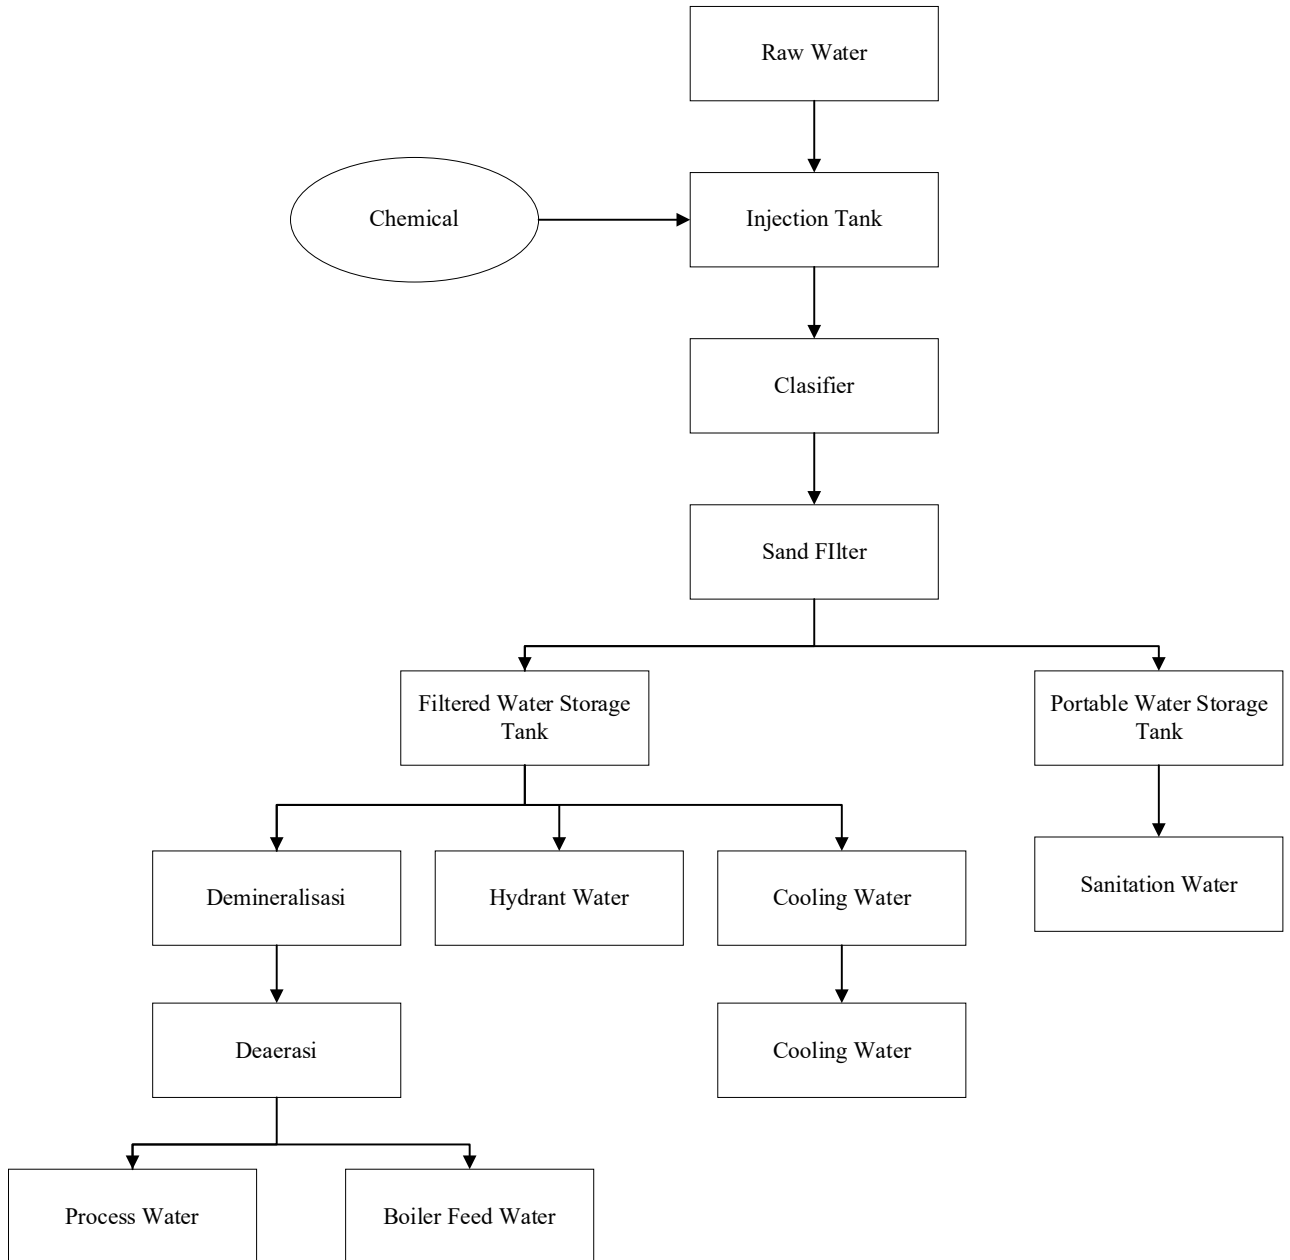 Raw Water
Chemical
Injection Tank
Clasifier
Sand FIlter
Filtered Water Storage
Tank
Portable Water Storage
Tank
Demineralisasi
Hydrant Water
Cooling Water
Sanitation Water
Deaerasi
Cooling Water
Process Water
Boiler Feed Water